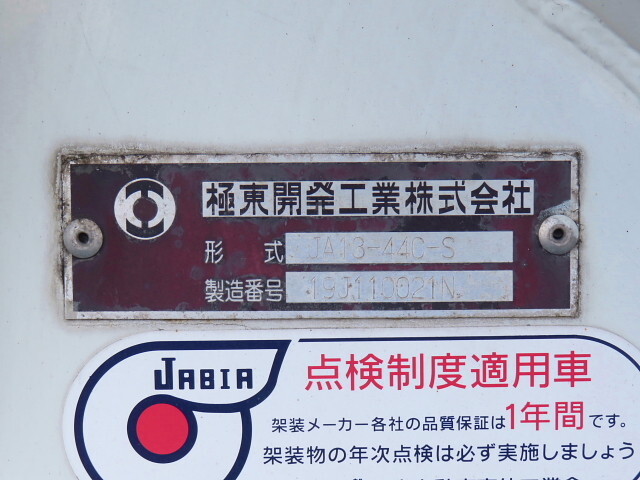 極東開発工業株式会社
形式 JA13-44C-S
製造番号 19J110021N
JABIA
点検制度適用車
架装メーカー各社の品質保証は1年間です。
架装物の年次点検は必ず実施しましょう